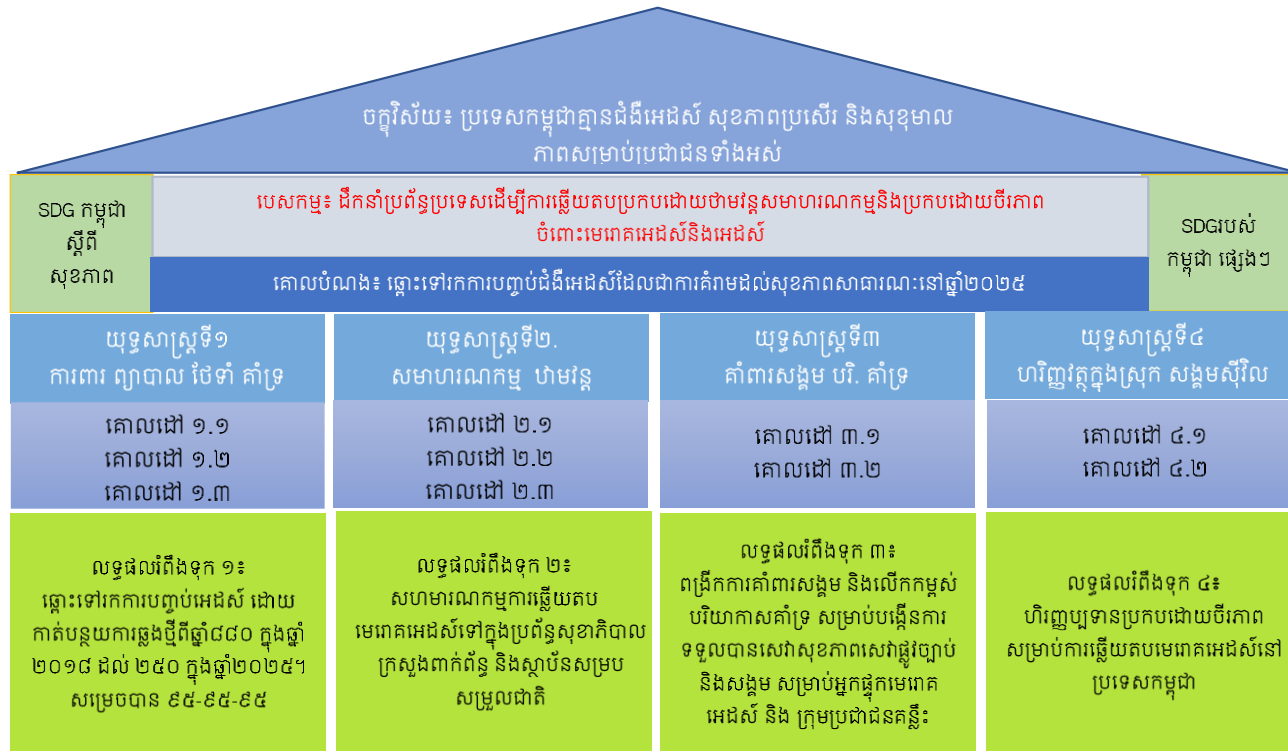 ចក្ខុវិស័យ៖ ប្រទេសកម្ពុជាគ្មានជំងឺអេដស៍ សុខភាពប្រសើរ និងសុខុមាល
ភាពសម្រាប់ប្រជាជនទាំងអស់
SDG កម្ពុជា
ស្តីពី
សុខភាព
បេសកម្ម៖ ដឹកនាំប្រព័ន្ធប្រទេសដើម្បីការឆ្លើយតបប្រកបដោយថាមវន្តសមាហរណកម្មនិងប្រកបដោយចីរភាព
ចំពោះមេរោគអេដស៍និងអេដស៍
គោលបំណង៖ ឆ្ពោះទៅរកការបញ្ចប់ជំងឺអេដស៍ដែលជាការគំរាមដល់សុខភាពសាធារណៈនៅឆ្នាំ២០២៥
SDGរបស់
កម្ពុជា ផ្សេងៗ
យុទ្ធសាស្ត្រទី១
ការពារ ព្យាបាល ថែទាំ គាំទ្រ
គោលដៅ ១.១
គោលដៅ ១.២
គោលដៅ ១.៣
លទ្ធផលរំពឹងទុក ១៖
ឆ្ពោះទៅរកការបញ្ចប់អេដស៍ ដោយ
កាត់បន្ថយការឆ្លងថ្មីពីឆ្នាំ៨៨០ ក្នុងឆ្នាំ
២០១៨ ដល់ ២៥០ ក្នុងឆ្នាំ២០២៥។
សម្រេចបាន ៩៥-៩៥-៩៥
យុទ្ធសាស្ត្រទី២.
សមាហរណកម្ម ឋាមវន្ត
គោលដៅ ២.១
គោលដៅ ២.២
គោលដៅ ២.៣
លទ្ធផលរំពឹងទុក ២៖
សហមារណកម្មការឆ្លើយតប
មេរោគអេដស៍ទៅក្នុងប្រព័ន្ធសុខាភិបាល
ក្រសួងពាក់ព័ន្ធ និងស្ថាប័នសម្រប
សម្រួលជាតិ
យុទ្ធសាស្ត្រទី៣
គាំពារសង្គម បរិ. គាំទ្រ
គោលដៅ ៣.១
គោលដៅ ៣.២
លទ្ធផលរំពឹងទុក ៣៖
ពង្រីកការគាំពារសង្គម និងលើកកម្ពស់
បរិយាកាសគាំទ្រ សម្រាប់បង្កើនការ
ទទួលបានសេវាសុខភាពសេវាផ្លូវច្បាប់
និងសង្គម សម្រាប់អ្នកផ្ទុកមេរោគ
អេដស៍ និង ក្រុមប្រជាជនគន្លឹះ
យុទ្ធសាស្ត្រទី៤
ហរិញ្ញវត្ថុក្នុងស្រុក សង្គមស៊ីវិល
គោលដៅ ៤.១
គោលដៅ ៤.២
លទ្ធផលរំពឹងទុក ៤៖
ហិរញ្ញប្បទានប្រកបដោយចីរភាព
សម្រាប់ការឆ្លើយតបមេរោគអេដស៍នៅ
ប្រទេសកម្ពុជា